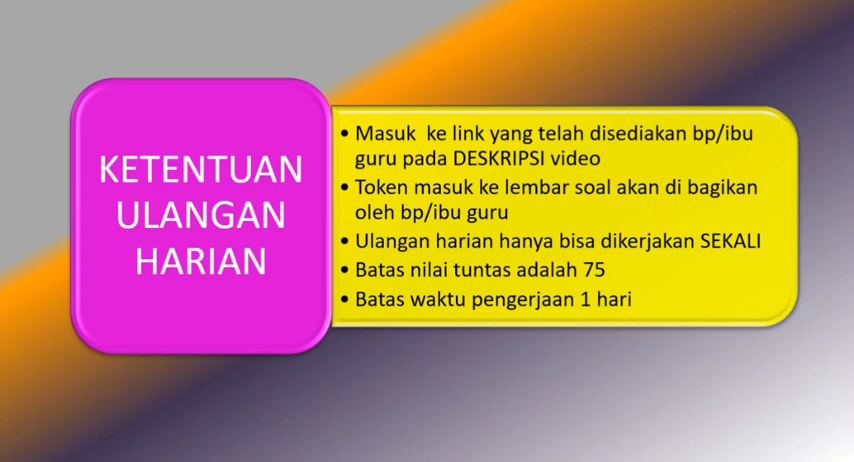 KETENTUAN
ULANGAN
HARIAN
• Masuk ke link yang telah disediakan bp/ibu
guru pada DESKRIPSI video
• Token masuk ke lembar soal akan di bagikan
oleh bp/ibu guru
• Ulangan harian hanya bisa dikerjakan SEKALI
• Batas nilai tuntas adalah 75
• Batas waktu pengerjaan 1 hari